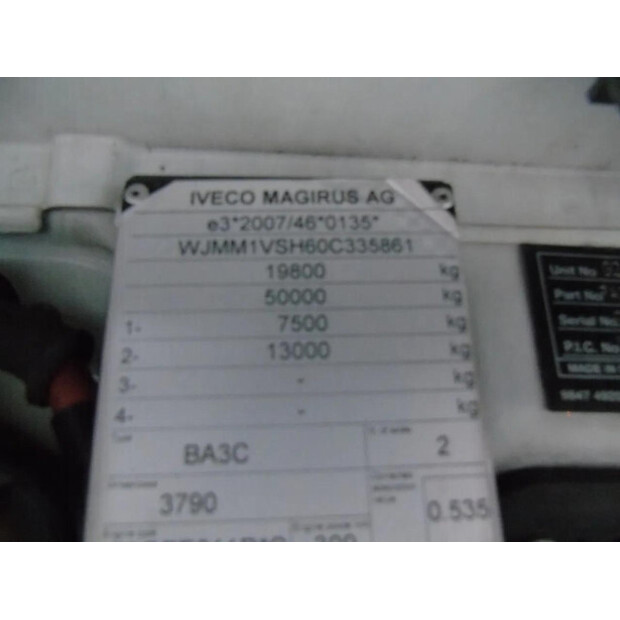 IVECO MAGIRUS AG
e3*2007/46*0135*
WJMM1VSH60C335861
19800 kg
50000 kg
1- 7500 kg
2- 13000 kg
3- - kg
4- - kg
BA3C
2
3790
0.535
Unit No
Part No
Serial No.
P.I.C. No.
MADE IN